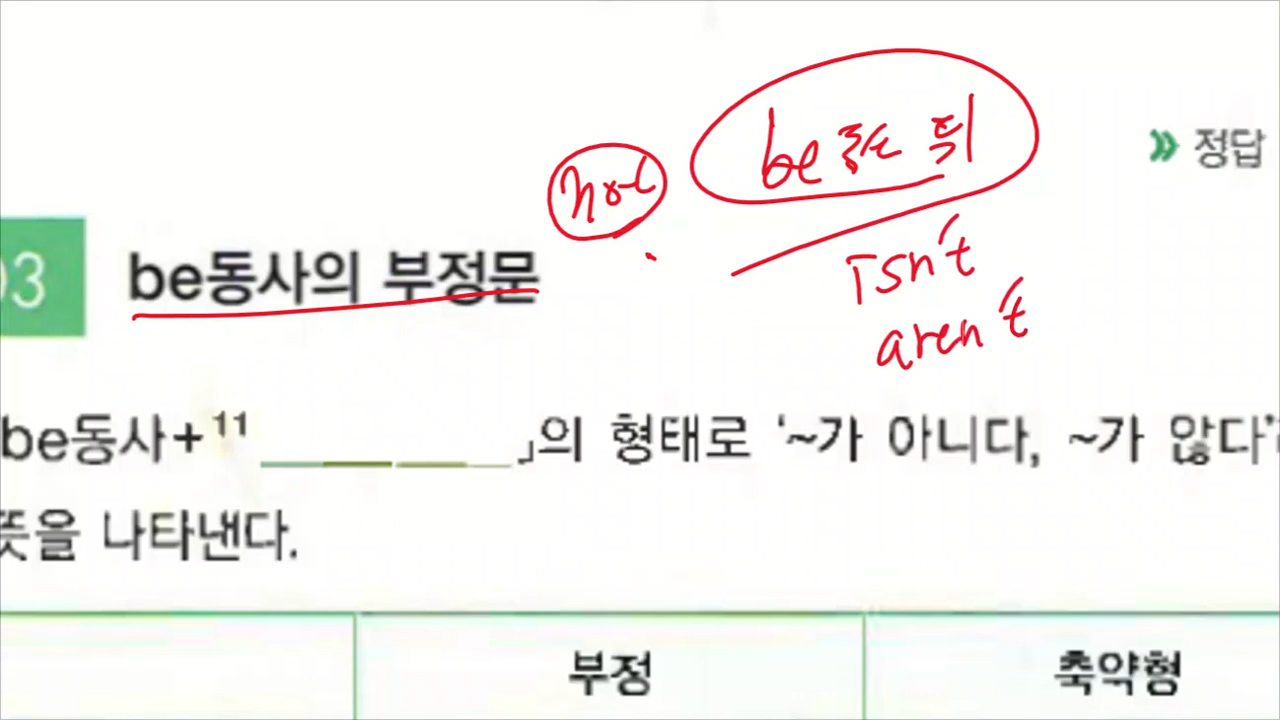 be동사 뒤
not
》 정답
isn't
03 be동사의 부정문
aren't
be동사+¹¹ ________」의 형태로 '~가 아니다, ~가 않다'
뜻을 나타낸다.
부정 축약형